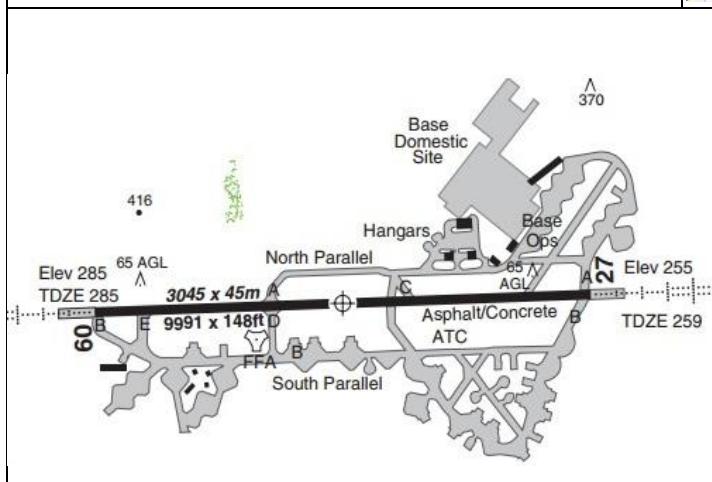 370
Base
Domestic
Site
416
Hangars
Base
Ops
North Parallel
65 AGL
65
AGL
Elev 285
TDZE 285
27
Elev 255
TDZE 259
A
C
A
3045 x 45m
9991 x 148ft
Asphalt/Concrete
ATC
B
E
D
B
09
FFA
B
South Parallel